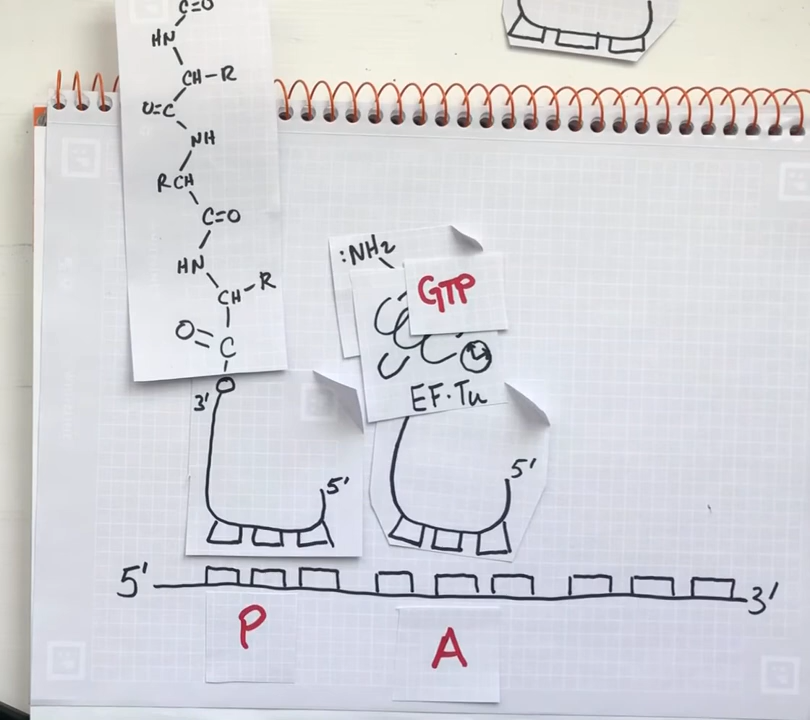 C=O
HN
CH-R
O=C
NH
RCH
C=O
HN
CH-R
O=C
O
3'
:NH2
GTP
EF·Tu
5'
5'
5'
3'
P
A